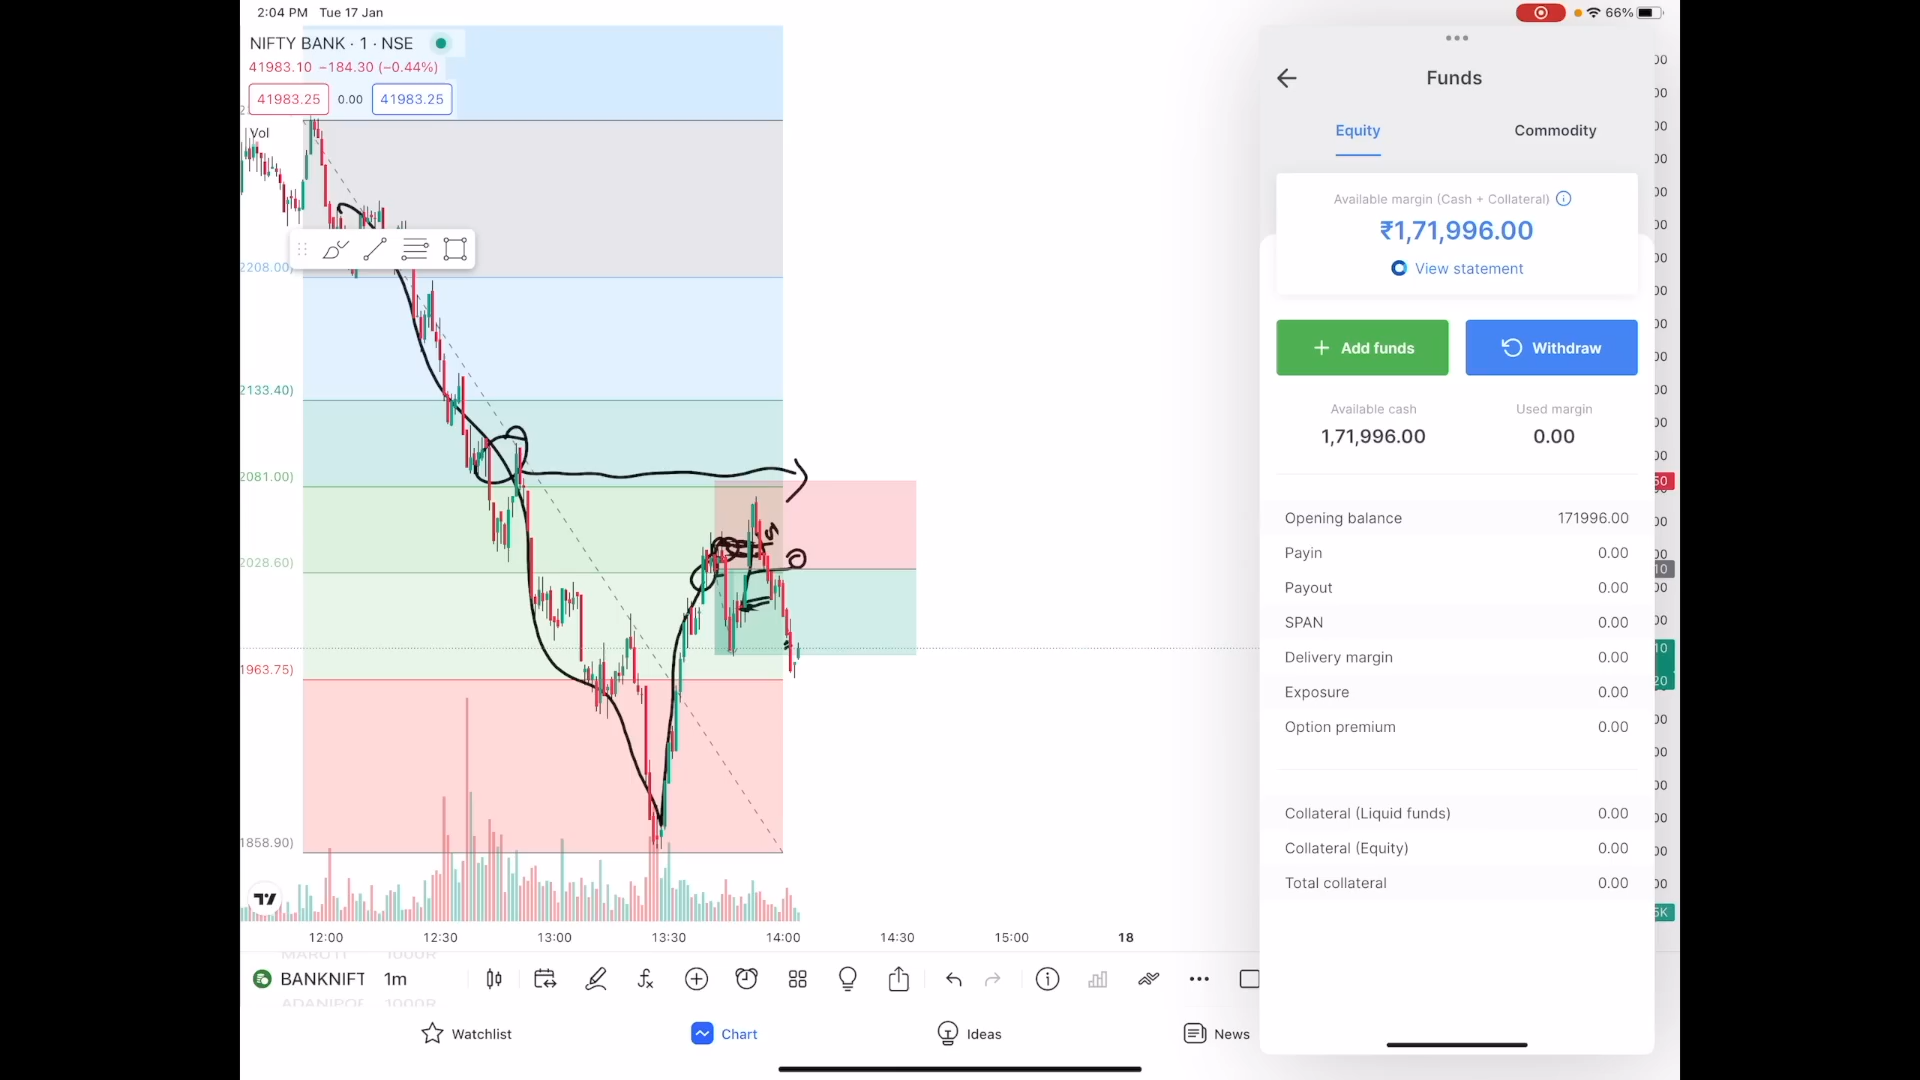 2:04 PM Tue 17 Jan
66%
NIFTY BANK · 1 · NSE
41983.10 −184.30 (−0.44%)
41983.25 0.00 41983.25
Vol
2208.00)
2133.40)
2081.00)
2028.60)
1963.75)
1858.90)
12:00 12:30 13:00 13:30 14:00 14:30 15:00 18
MARUTI 1000R
BANKNIFT 1m
Watchlist
Chart
Ideas
News
Funds
Equity
Commodity
Available margin (Cash + Collateral)
₹1,71,996.00
View statement
+ Add funds
Withdraw
Available cash
1,71,996.00
Used margin
0.00
Opening balance 171996.00
Payin 0.00
Payout 0.00
SPAN 0.00
Delivery margin 0.00
Exposure 0.00
Option premium 0.00
Collateral (Liquid funds) 0.00
Collateral (Equity) 0.00
Total collateral 0.00